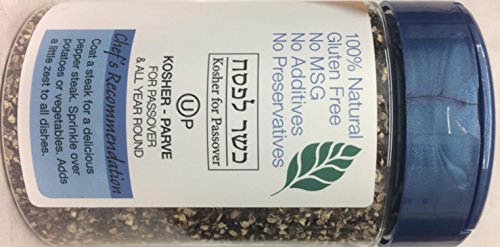 100% Natural
Gluten Free
No MSG
No Additives
No Preservatives
כשר לפסח
Kosher for Passover
U P
KOSHER - PARVE
FOR PASSOVER
& ALL YEAR ROUND
Chef's Recommendation
Coat a steak for a delicious
pepper steak. Sprinkle over
potatoes or vegetables. Adds
a little zest to all dishes.